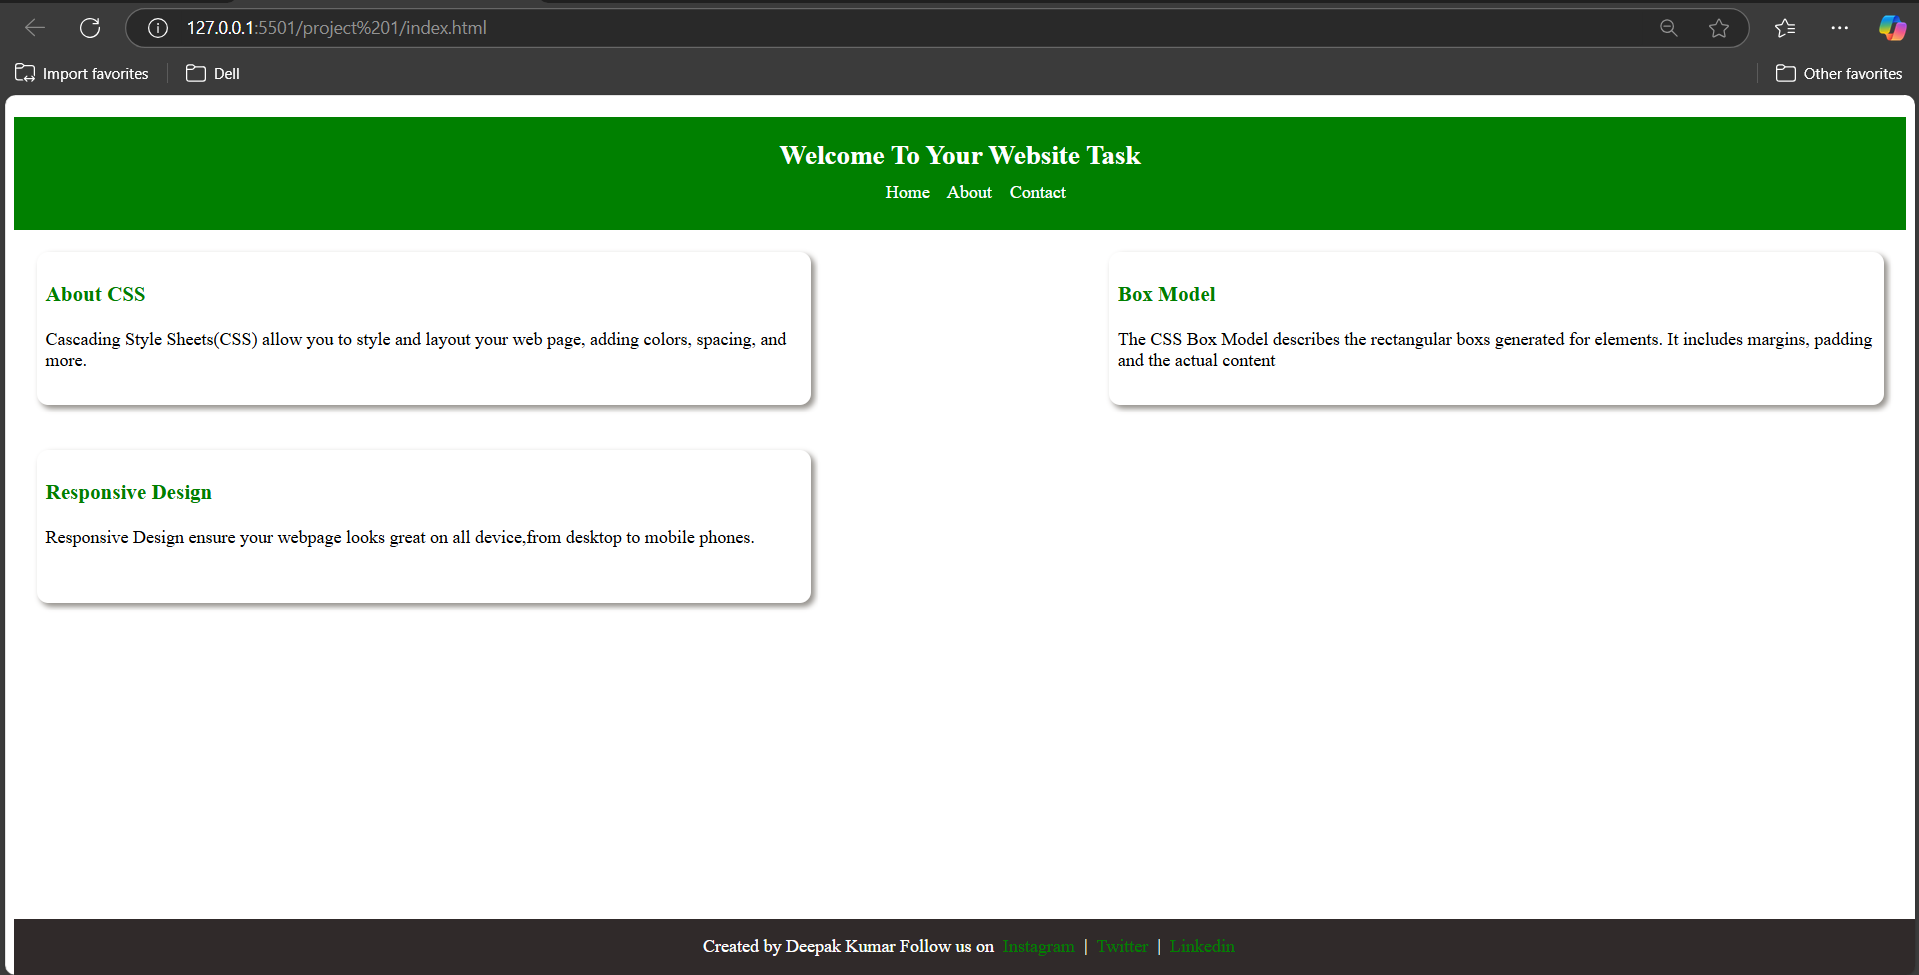 127.0.0.1:5501/project%201/index.html
Import favorites
Dell
Other favorites
Welcome To Your Website Task
Home About Contact
About CSS
Cascading Style Sheets(CSS) allow you to style and layout your web page, adding colors, spacing, and
more.
Box Model
The CSS Box Model describes the rectangular boxs generated for elements. It includes margins, padding
and the actual content
Responsive Design
Responsive Design ensure your webpage looks great on all device,from desktop to mobile phones.
Created by Deepak Kumar Follow us on Instagram | Twitter | Linkedin